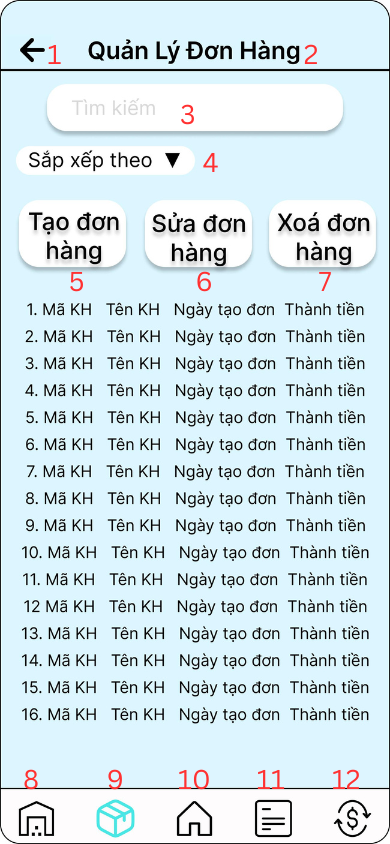 1 Quản Lý Đơn Hàng 2
Tìm kiếm 3
Sắp xếp theo ▼ 4
Tạo đơn hàng
Sửa đơn hàng
Xoá đơn hàng
5 6 7
1. Mã KH Tên KH Ngày tạo đơn Thành tiền
2. Mã KH Tên KH Ngày tạo đơn Thành tiền
3. Mã KH Tên KH Ngày tạo đơn Thành tiền
4. Mã KH Tên KH Ngày tạo đơn Thành tiền
5. Mã KH Tên KH Ngày tạo đơn Thành tiền
6. Mã KH Tên KH Ngày tạo đơn Thành tiền
7. Mã KH Tên KH Ngày tạo đơn Thành tiền
8. Mã KH Tên KH Ngày tạo đơn Thành tiền
9. Mã KH Tên KH Ngày tạo đơn Thành tiền
10. Mã KH Tên KH Ngày tạo đơn Thành tiền
11. Mã KH Tên KH Ngày tạo đơn Thành tiền
12 Mã KH Tên KH Ngày tạo đơn Thành tiền
13. Mã KH Tên KH Ngày tạo đơn Thành tiền
14. Mã KH Tên KH Ngày tạo đơn Thành tiền
15. Mã KH Tên KH Ngày tạo đơn Thành tiền
16. Mã KH Tên KH Ngày tạo đơn Thành tiền
8 9 10 11 12
$